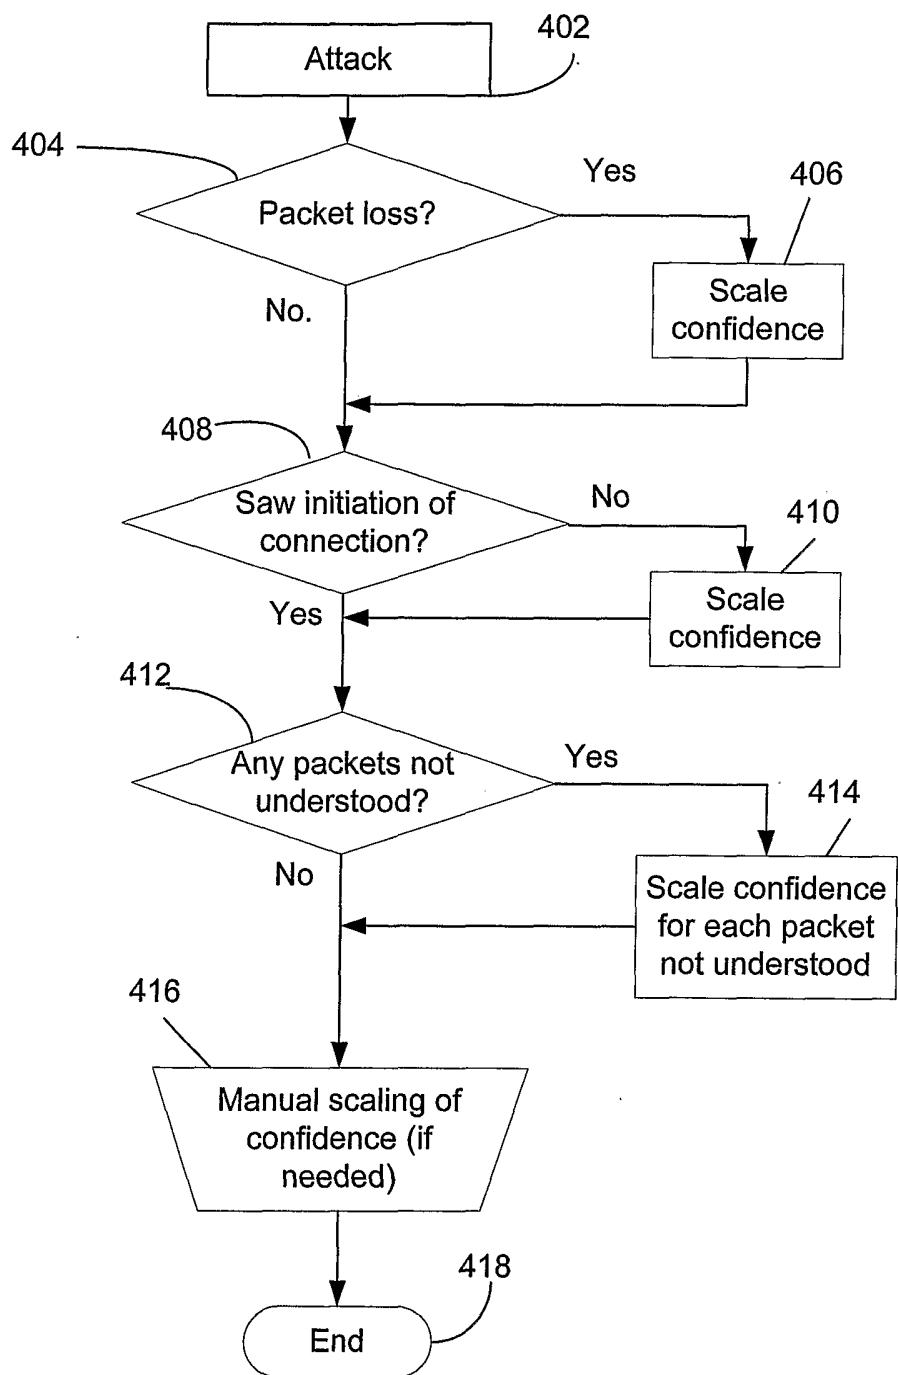 402
Attack
404
Yes
406
Packet loss?
Scale
confidence
No.
408
Saw initiation of
connection?
No
410
Scale
confidence
Yes
412
Any packets not
understood?
Yes
414
No
Scale confidence
for each packet
not understood
416
Manual scaling of
confidence (if
needed)
418
End